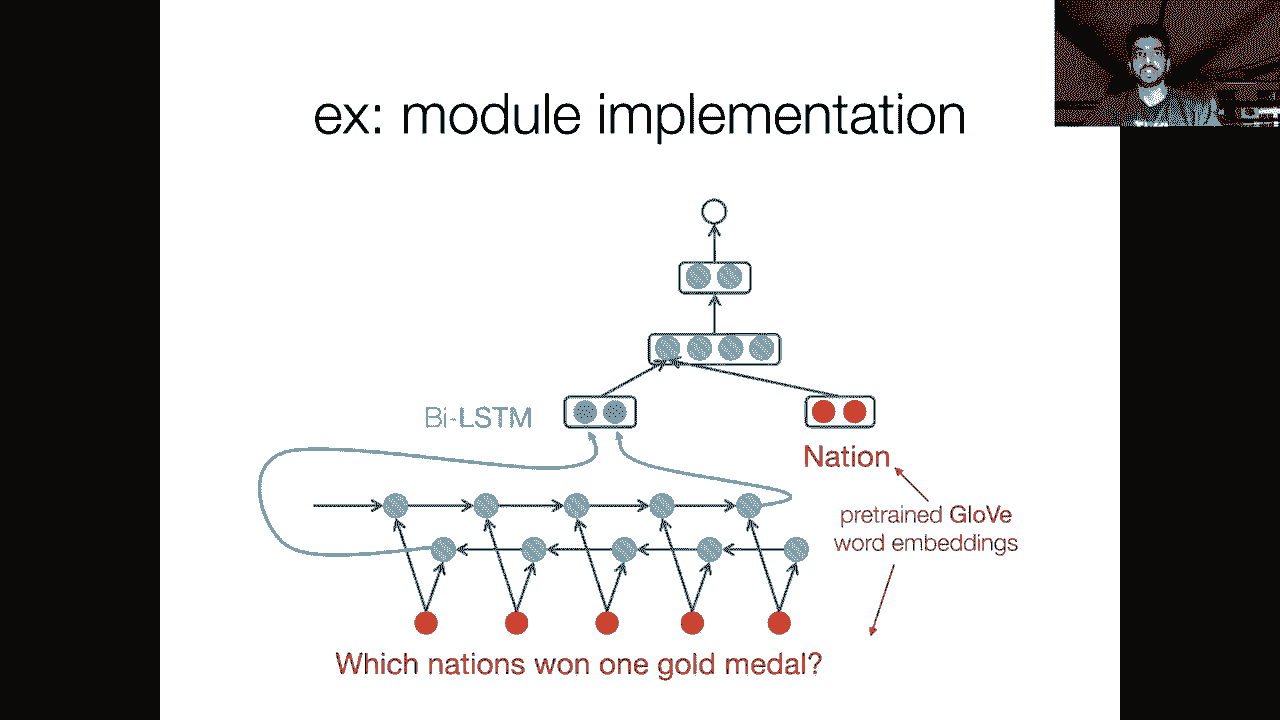 ex: module implementation
Bi-LSTM
Nation
pretrained GloVe
word embeddings
Which nations won one gold medal?